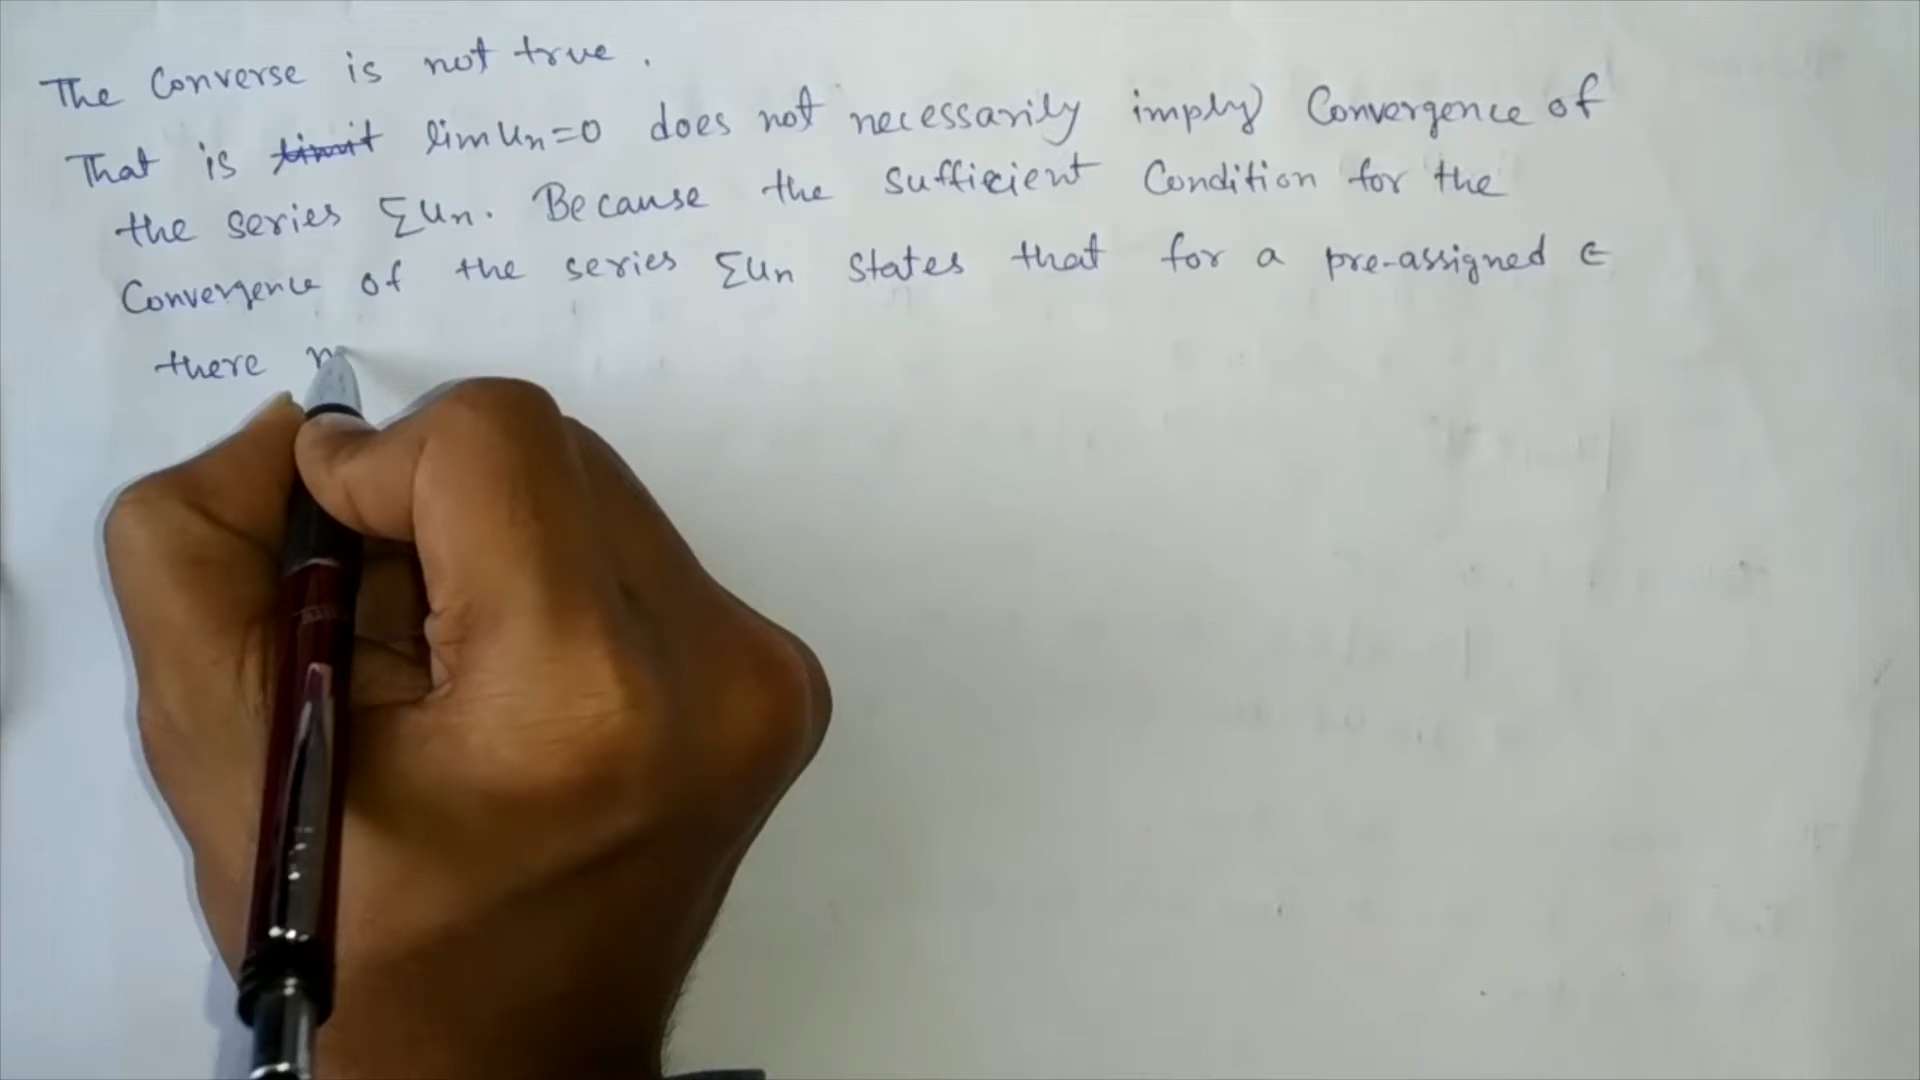 The Converse is not true.
That is limit lim un=0 does not necessarily imply Convergence of
the series Σun. Because the sufficient Condition for the
Convergence of the series Σun states that for a pre-assigned ϵ
there